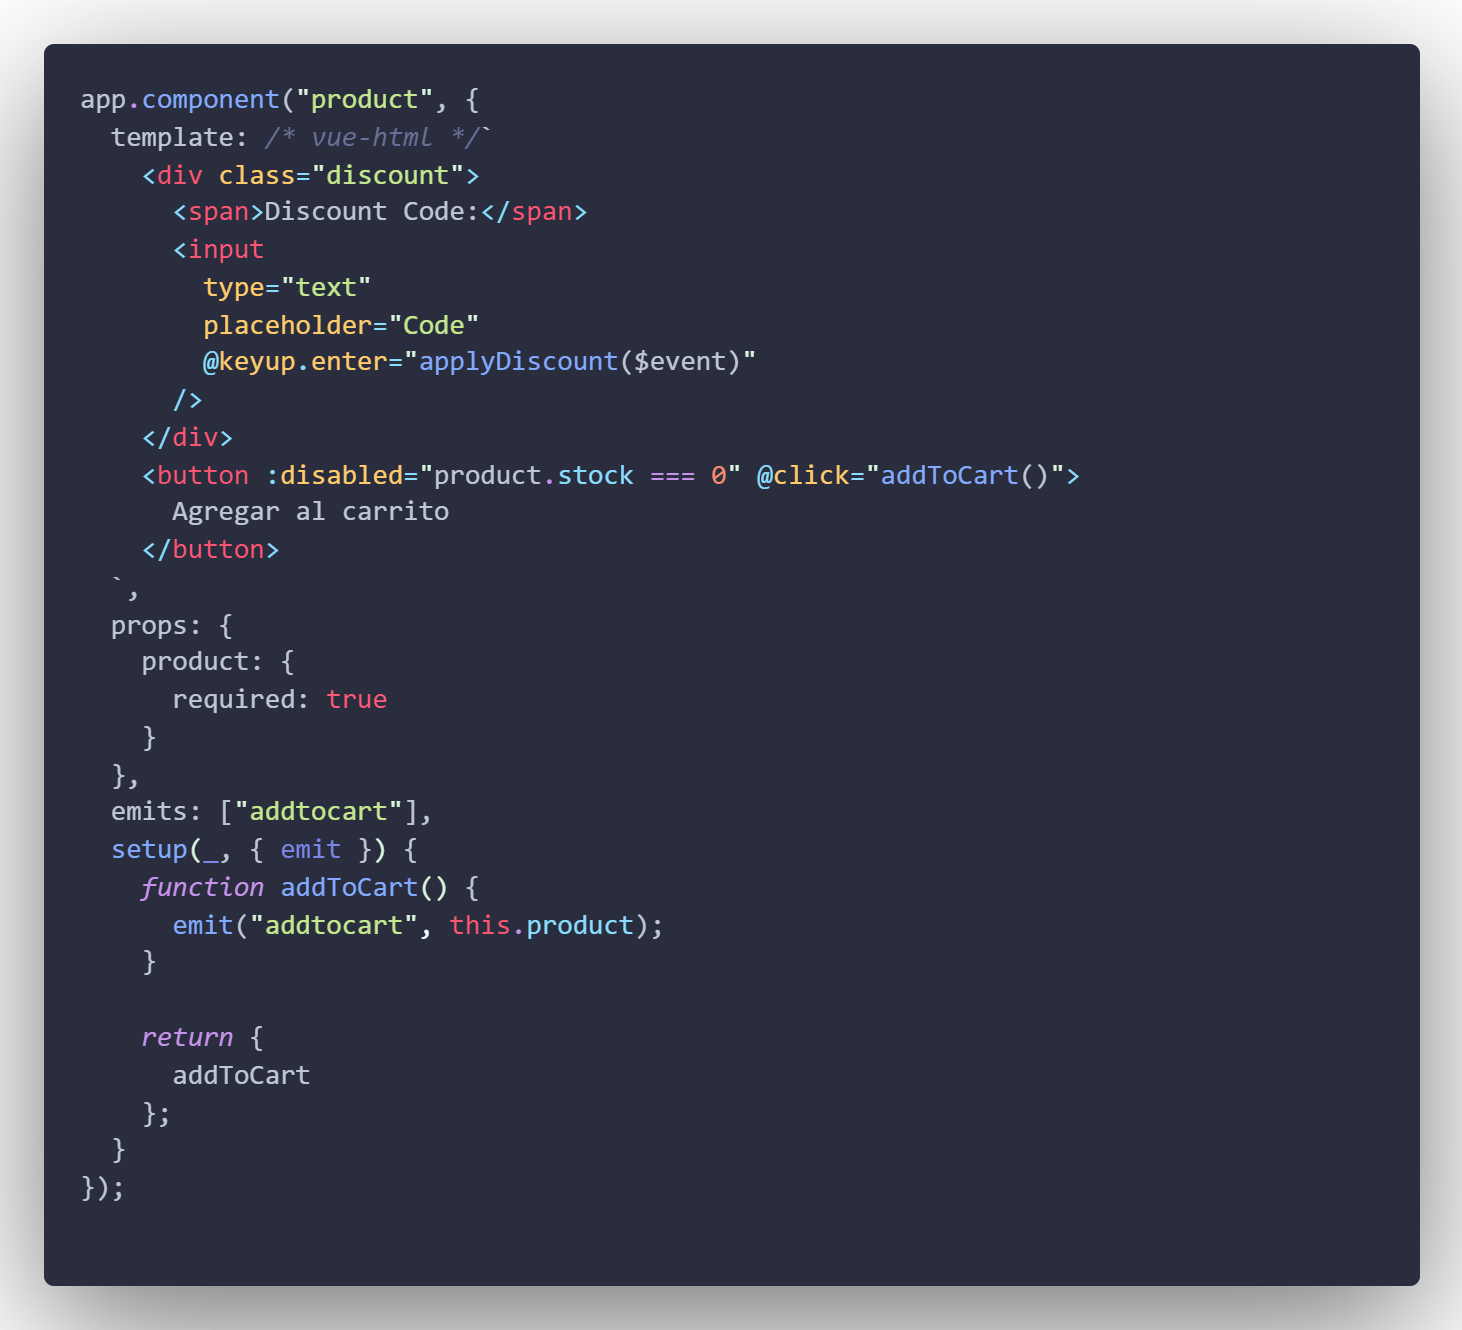 app.component("product", {
  template: /* vue-html */`
    <div class="discount">
      <span>Discount Code:</span>
      <input
        type="text"
        placeholder="Code"
        @keyup.enter="applyDiscount($event)"
      />
    </div>
    <button :disabled="product.stock === 0" @click="addToCart()">
      Agregar al carrito
    </button>
  `,
  props: {
    product: {
      required: true
    }
  },
  emits: ["addtocart"],
  setup(_, { emit }) {
    function addToCart() {
      emit("addtocart", this.product);
    }

    return {
      addToCart
    };
  }
});